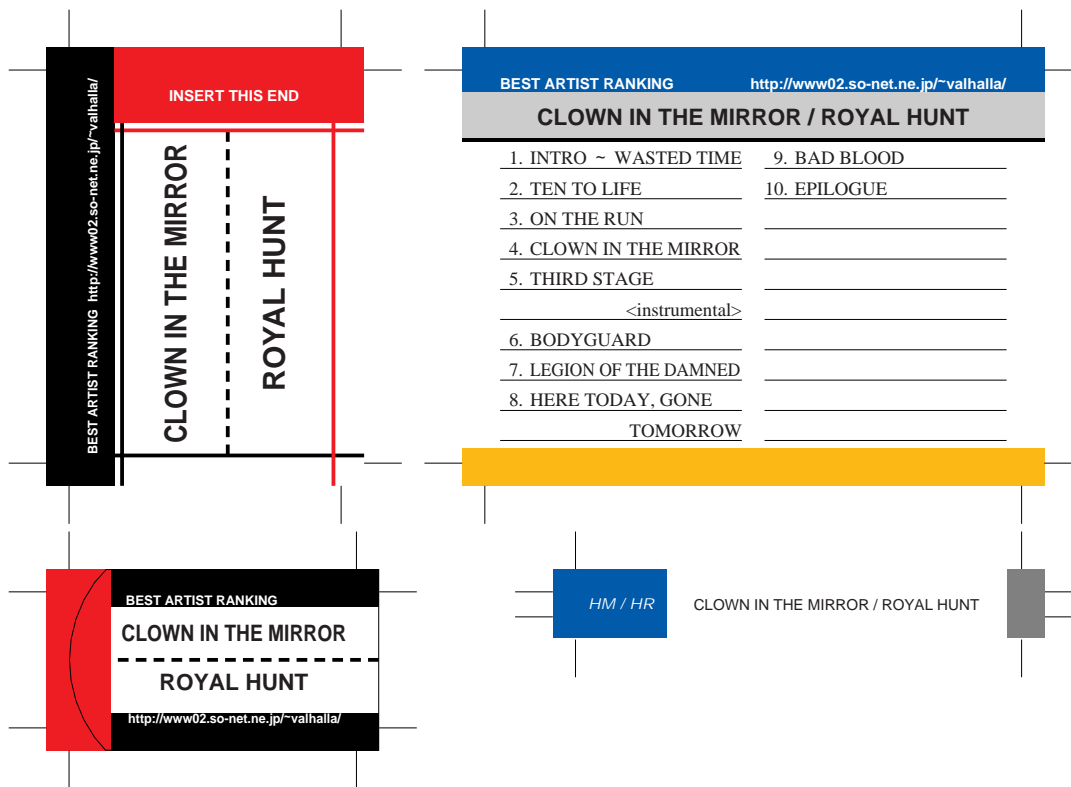 INSERT THIS END
BEST ARTIST RANKING http://www02.so-net.ne.jp/~valhalla/
CLOWN IN THE MIRROR
ROYAL HUNT
BEST ARTIST RANKING http://www02.so-net.ne.jp/~valhalla/
CLOWN IN THE MIRROR / ROYAL HUNT
1. INTRO ~ WASTED TIME
2. TEN TO LIFE
3. ON THE RUN
4. CLOWN IN THE MIRROR
5. THIRD STAGE
<instrumental>
6. BODYGUARD
7. LEGION OF THE DAMNED
8. HERE TODAY, GONE
TOMORROW
9. BAD BLOOD
10. EPILOGUE
BEST ARTIST RANKING
CLOWN IN THE MIRROR
ROYAL HUNT
http://www02.so-net.ne.jp/~valhalla/
HM / HR
CLOWN IN THE MIRROR / ROYAL HUNT